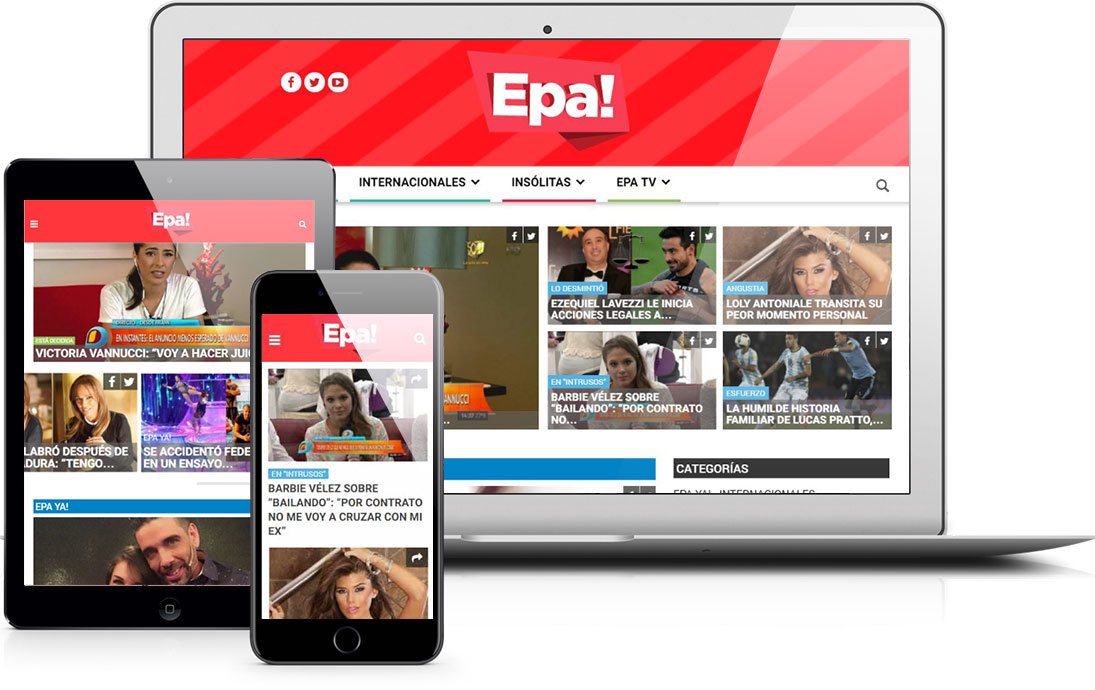 Epa!
INTERNACIONALES
INSÓLITAS
EPA TV
LO DESMINTIÓ
EZEQUIEL LAVEZZI LE INICIA
ACCIONES LEGALES A...
ANGUSTIA
LOLY ANTONIALE TRANSITA SU
PEOR MOMENTO PERSONAL
EN "INTRUSOS"
BARBIE VÉLEZ SOBRE
"BAILANDO": "POR CONTRATO
NO...
ESFUERZO
LA HUMILDE HISTORIA
FAMILIAR DE LUCAS PRATTO,...
CATEGORÍAS
EPA YA! INTERNACIONALES
Epa!
EN INSTANTES: EL ANUNCIO MENOS ESPERADO DE VANNUCCI
ESTÁ DECIDIDA
VICTORIA VANNUCCI: "VOY A HACER JUI
LABRÓ DESPUÉS DE
DURA: "TENGO...
EPA YA!
SE ACCIDENTÓ FEDE
EN UN ENSAYO...
EPA YA!
Epa!
EN "INTRUSOS"
BARBIE VÉLEZ SOBRE
"BAILANDO": "POR CONTRATO
NO ME VOY A CRUZAR CON MI
EX"